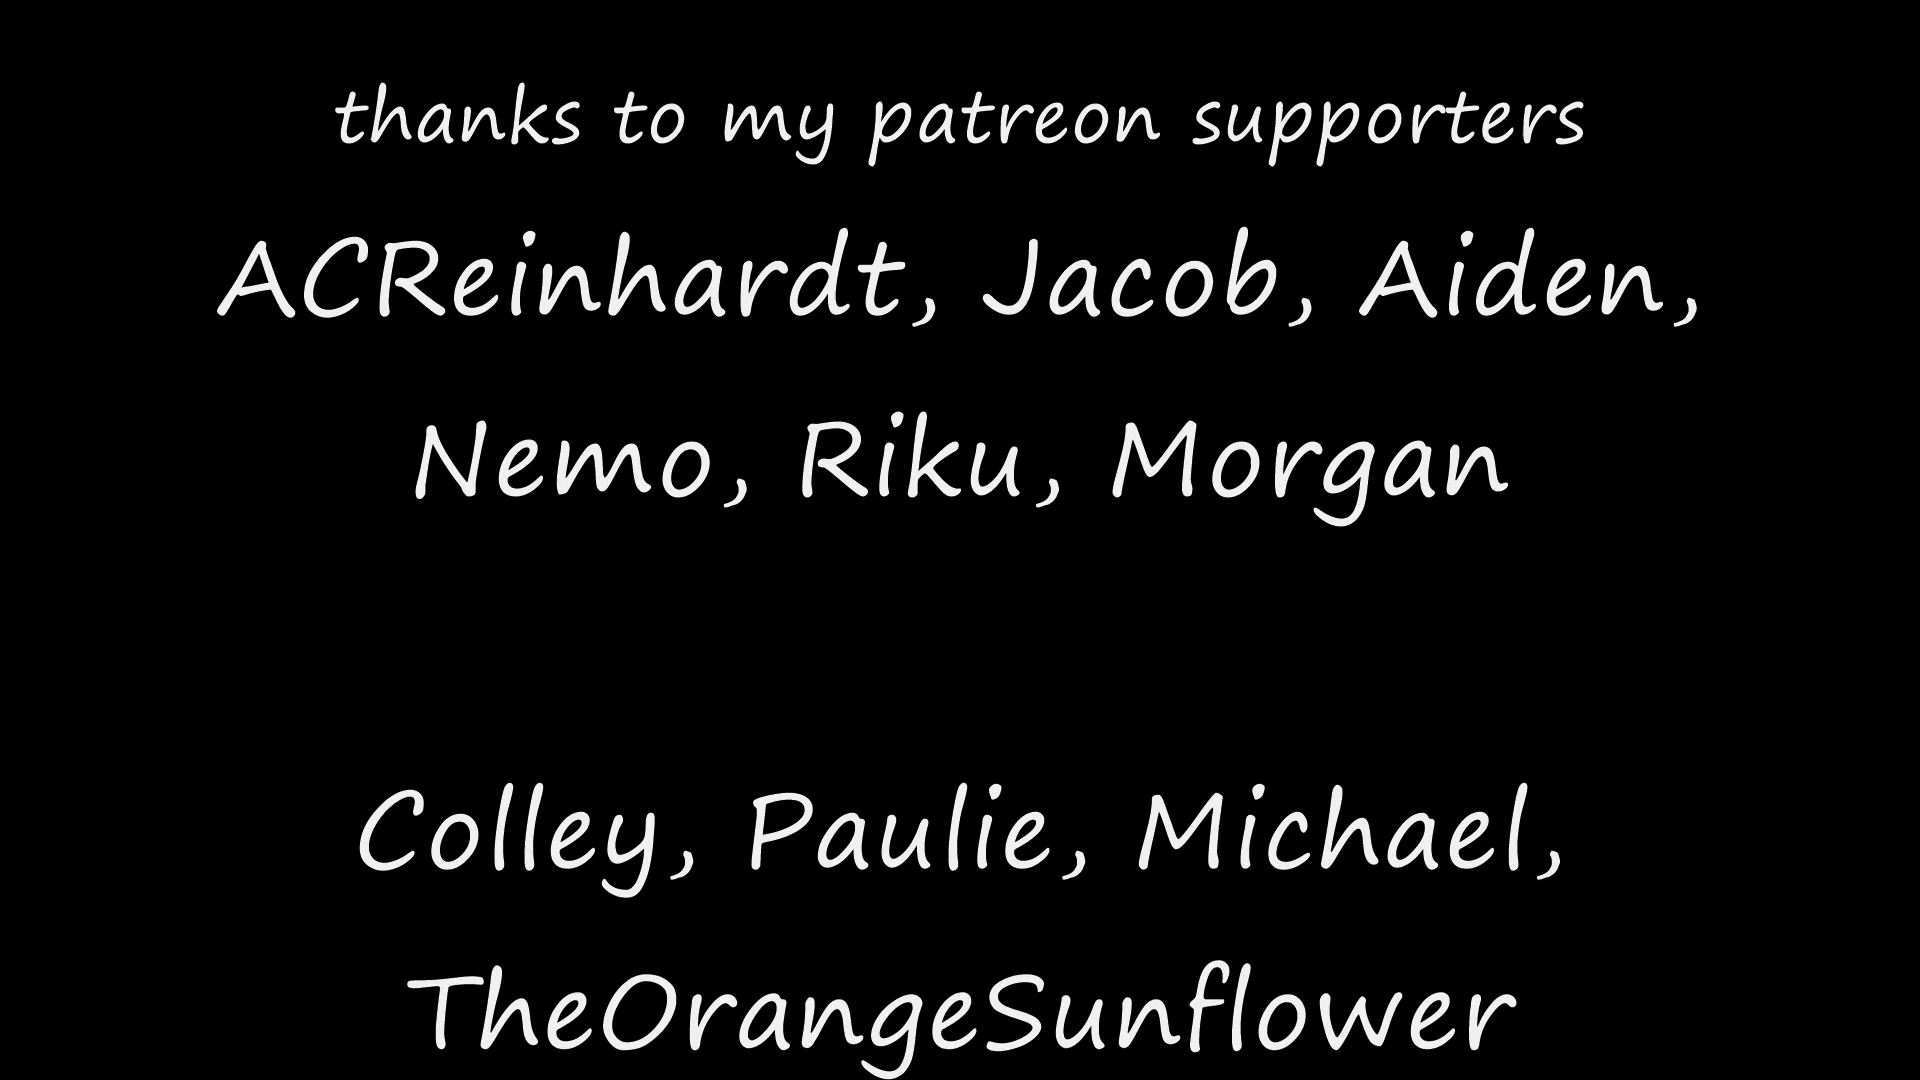 thanks to my patreon supporters
ACReinhardt, Jacob, Aiden,
Nemo, Riku, Morgan
Colley, Paulie, Michael,
TheOrangeSunflower